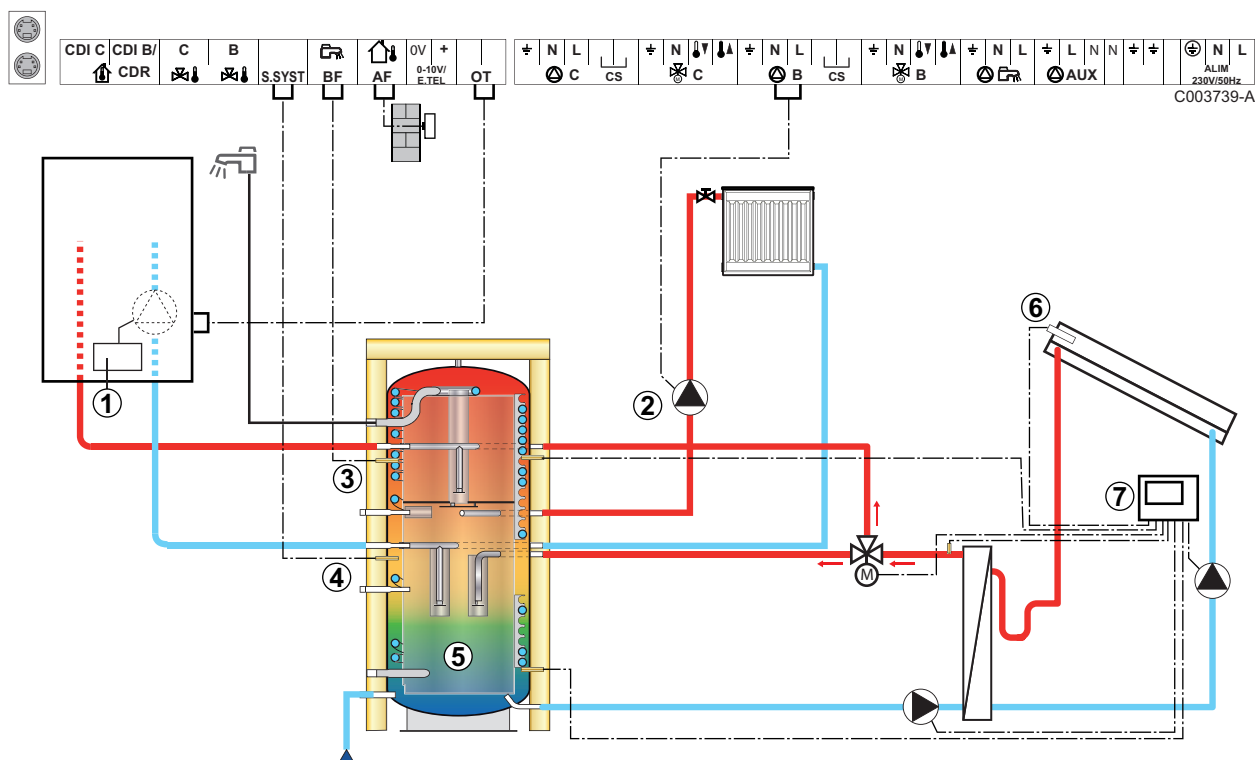 CDI C CDI B/ C B 0V + N L N N L N N L L N N N L
CDR S.SYST BF AF 0-10V/ E.TEL OT C CS M C B CS M B AUX ALIM 230V/50Hz
C003739-A
1
2
3
4
5
6
7
M